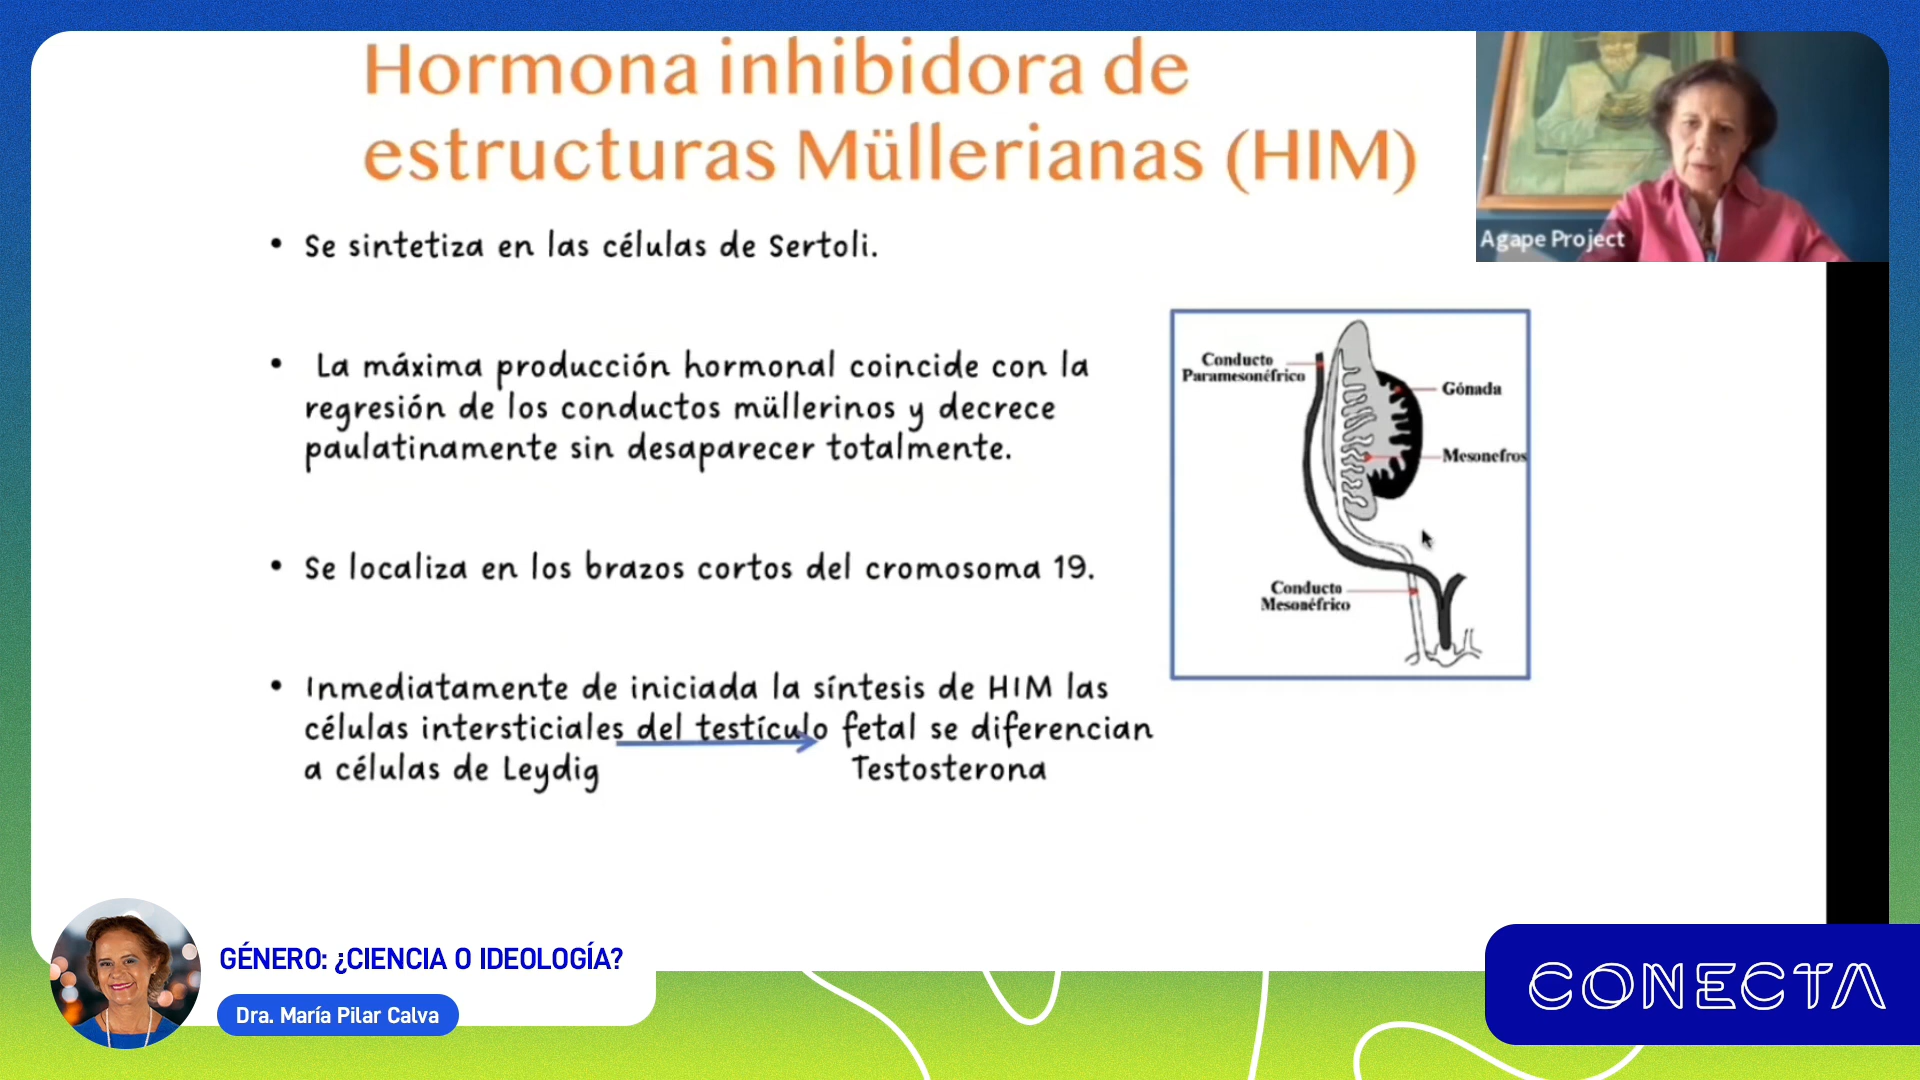 Hormona inhibidora de
estructuras Müllerianas (HIM)
Agape Project
• Se sintetiza en las células de Sertoli.
• La máxima producción hormonal coincide con la
regresión de los conductos müllerinos y decrece
paulatinamente sin desaparecer totalmente.
• Se localiza en los brazos cortos del cromosoma 19.
• Inmediatamente de iniciada la síntesis de HIM las
células intersticiales del testículo fetal se diferencian
a células de Leydig Testosterona
Conducto
Paramesonéfrico
Gónada
Mesonefros
Conducto
Mesonéfrico
GÉNERO: ¿CIENCIA O IDEOLOGÍA?
Dra. María Pilar Calva
CONECTA